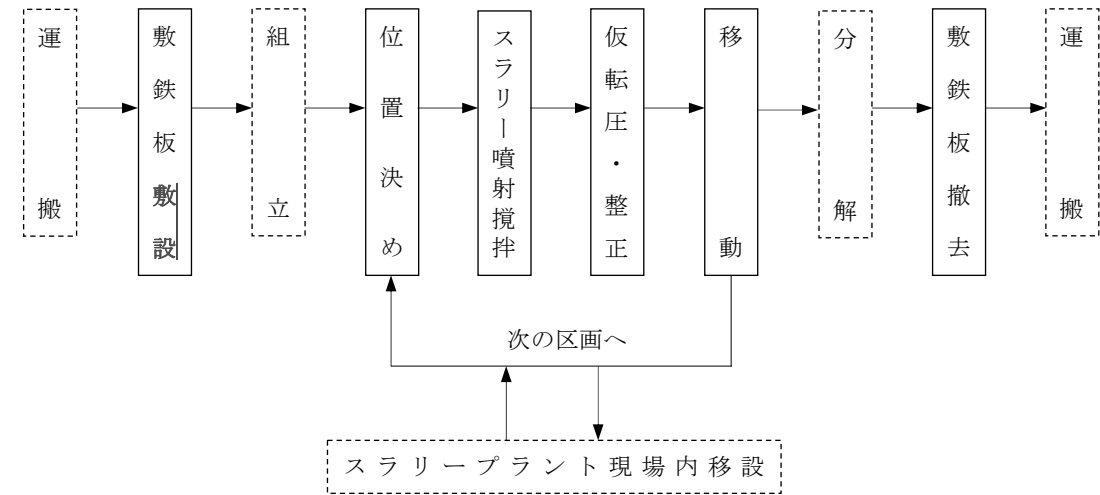 運搬
敷鉄板敷設
組立
位置決め
スラリー噴射撹拌
仮転圧・整正
移動
分解
敷鉄板撤去
運搬
次の区画へ
スラリープラント現場内移設